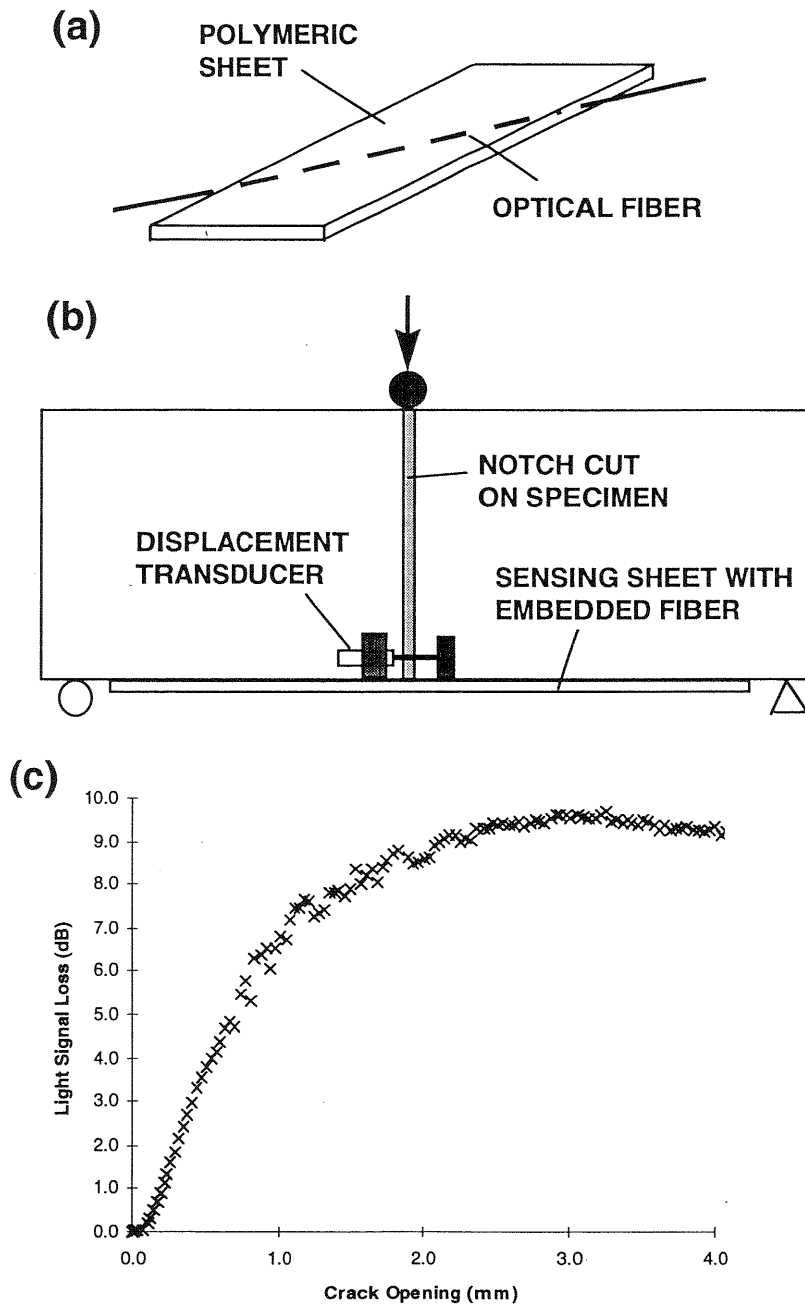 (a)
POLYMERIC
SHEET
OPTICAL FIBER
(b)
NOTCH CUT
ON SPECIMEN
DISPLACEMENT
TRANSDUCER
SENSING SHEET WITH
EMBEDDED FIBER
(c)
10.0
9.0
8.0
7.0
6.0
5.0
4.0
3.0
2.0
1.0
0.0
Light Signal Loss (dB)
0.0 1.0 2.0 3.0 4.0
Crack Opening (mm)